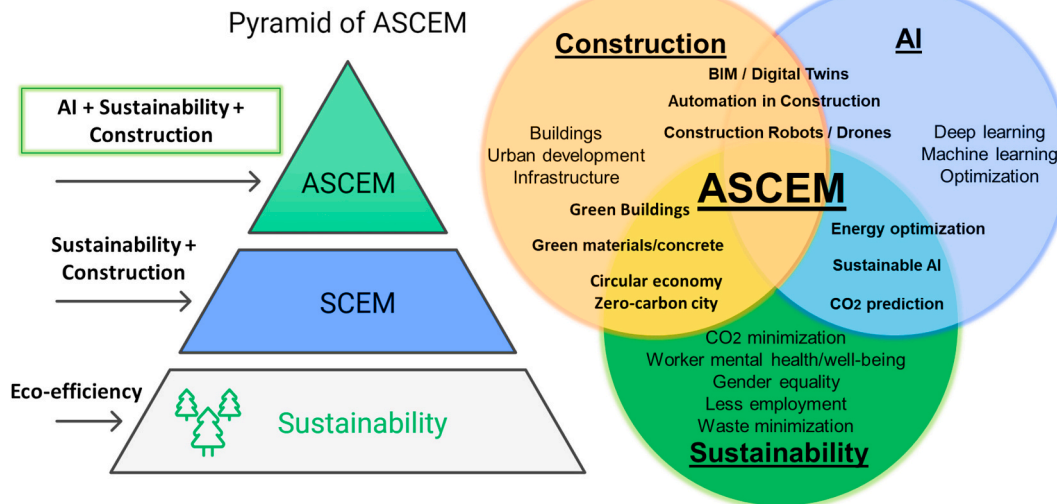 Pyramid of ASCEM
AI + Sustainability +
Construction
ASCEM
Sustainability +
Construction
SCEM
Eco-efficiency
Sustainability
Construction
AI
BIM / Digital Twins
Automation in Construction
Construction Robots / Drones
Buildings
Urban development
Infrastructure
Deep learning
Machine learning
Optimization
ASCEM
Green Buildings
Green materials/concrete
Circular economy
Zero-carbon city
Energy optimization
Sustainable AI
CO2 prediction
CO2 minimization
Worker mental health/well-being
Gender equality
Less employment
Waste minimization
Sustainability